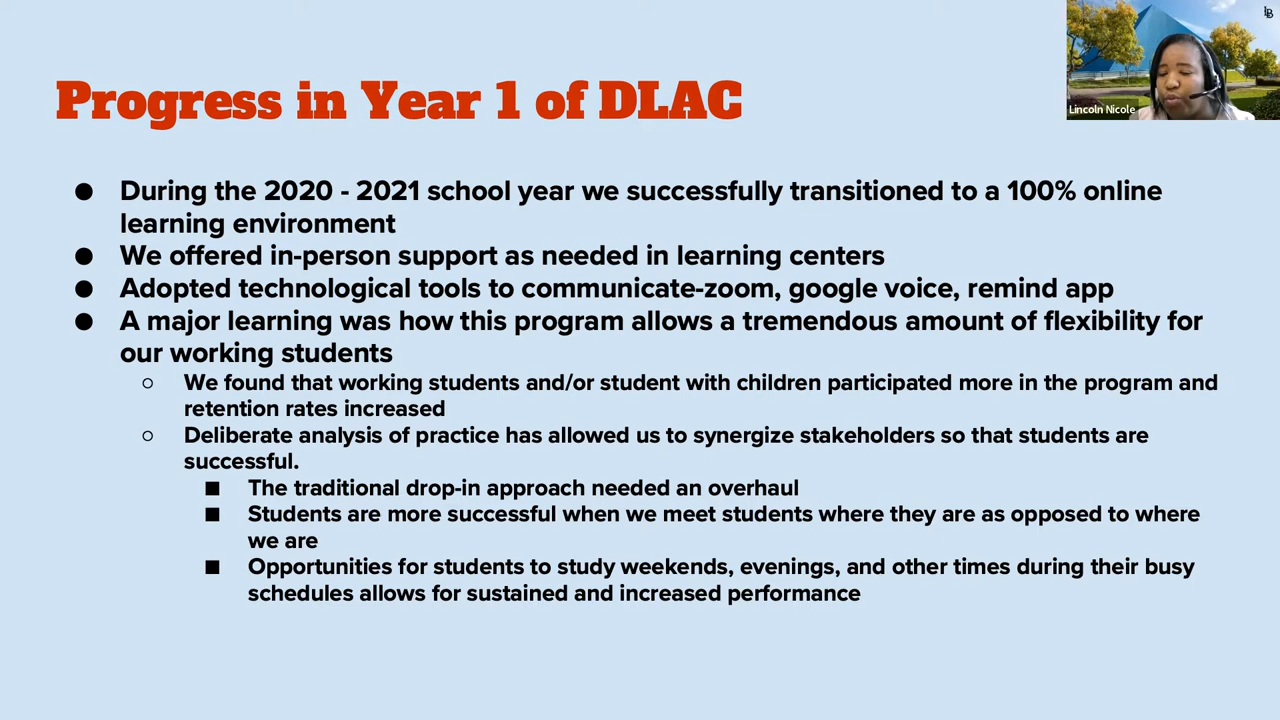 LB
Lincoln Nicole
Progress in Year 1 of DLAC
● During the 2020 - 2021 school year we successfully transitioned to a 100% online
learning environment
● We offered in-person support as needed in learning centers
● Adopted technological tools to communicate-zoom, google voice, remind app
● A major learning was how this program allows a tremendous amount of flexibility for
our working students
○ We found that working students and/or student with children participated more in the program and
retention rates increased
○ Deliberate analysis of practice has allowed us to synergize stakeholders so that students are
successful.
■ The traditional drop-in approach needed an overhaul
■ Students are more successful when we meet students where they are as opposed to where
we are
■ Opportunities for students to study weekends, evenings, and other times during their busy
schedules allows for sustained and increased performance